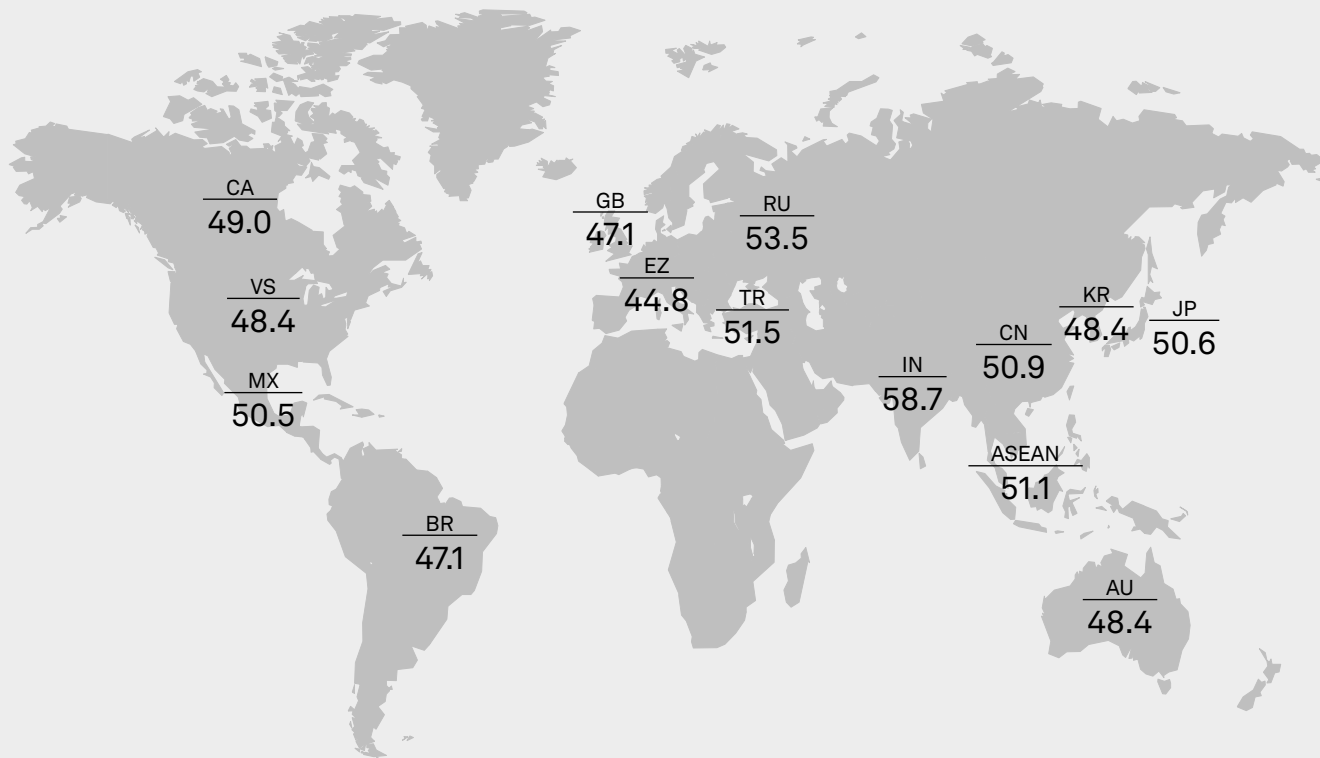 CA
49.0
GB
47.1
RU
53.5
EZ
44.8
VS
48.4
TR
51.5
KR
48.4
JP
50.6
CN
50.9
IN
58.7
MX
50.5
ASEAN
51.1
BR
47.1
AU
48.4